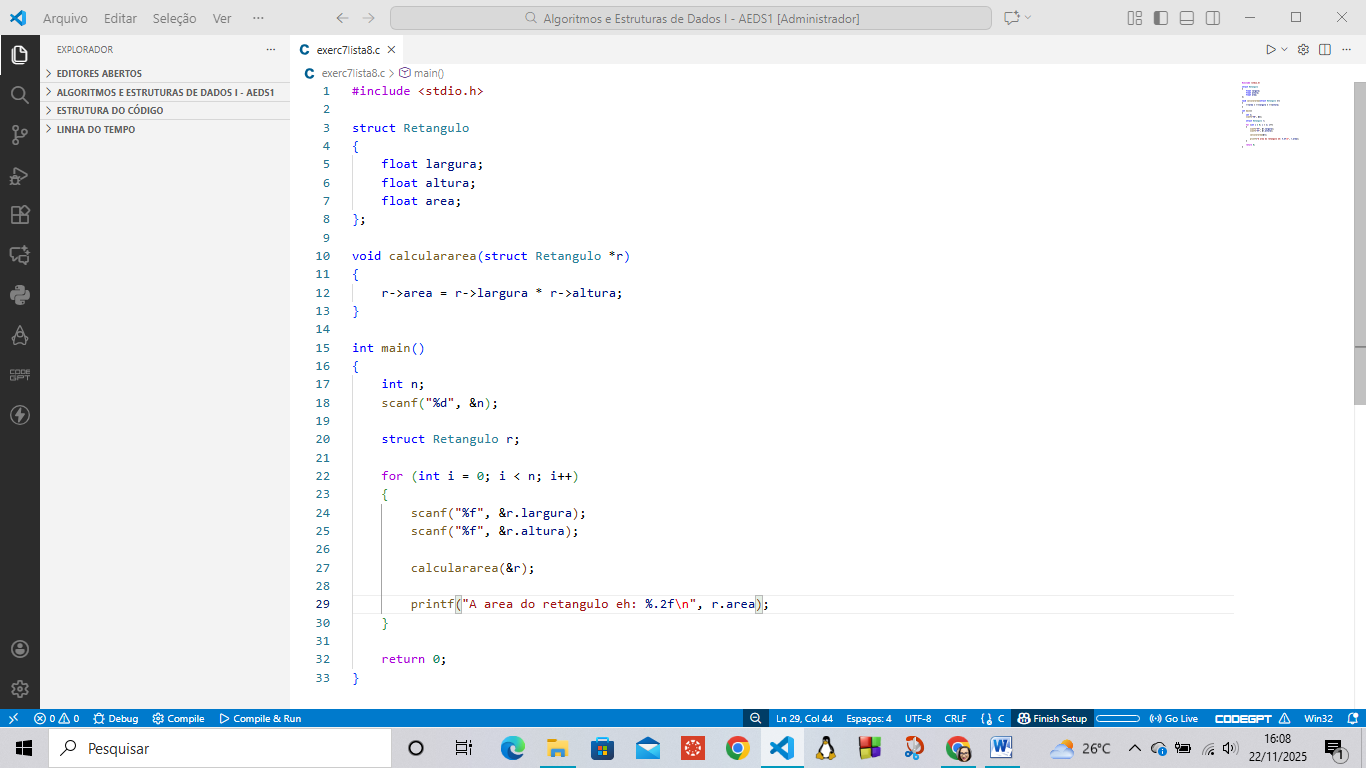 Arquivo Editar Seleção Ver ··· Algoritmos e Estruturas de Dados I - AEDS1 [Administrador]
EXPLORADOR ···
EDITORES ABERTOS
ALGORITMOS E ESTRUTURAS DE DADOS I - AEDS1
ESTRUTURA DO CÓDIGO
LINHA DO TEMPO
C exerc7lista8.c
C exerc7lista8.c > main()
1 #include <stdio.h>
2
3 struct Retangulo
4 {
5     float largura;
6     float altura;
7     float area;
8 };
9
10 void calculararea(struct Retangulo *r)
11 {
12     r->area = r->largura * r->altura;
13 }
14
15 int main()
16 {
17     int n;
18     scanf("%d", &n);
19
20     struct Retangulo r;
21
22     for (int i = 0; i < n; i++)
23     {
24         scanf("%f", &r.largura);
25         scanf("%f", &r.altura);
26
27         calculararea(&r);
28
29         printf("A area do retangulo eh: %.2f\n", r.area);
30     }
31
32     return 0;
33 }
CODE GPT
0 0 Debug Compile Compile & Run Ln 29, Col 44 Espaços: 4 UTF-8 CRLF { } C Finish Setup Go Live CODEGPT Win32
Pesquisar 26°C 16:08
22/11/2025 1